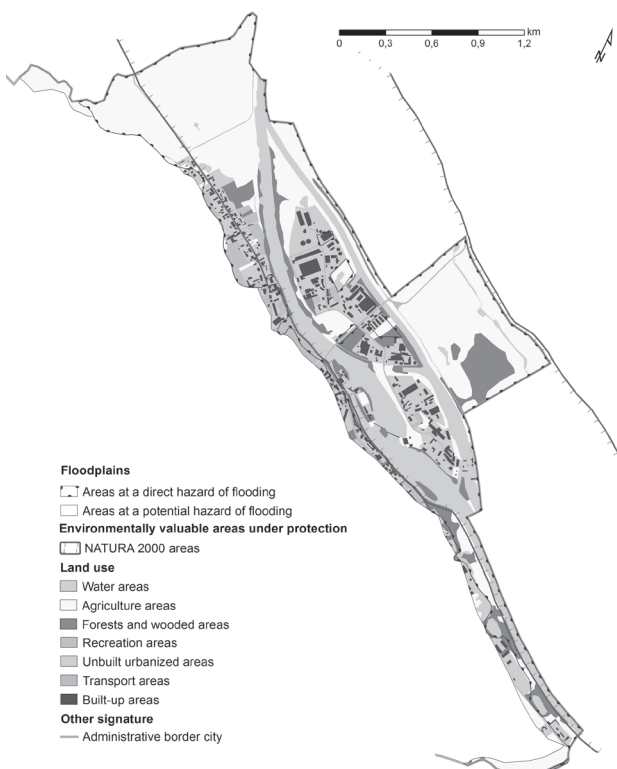 km
0 0,3 0,6 0,9 1,2
N
Floodplains
Areas at a direct hazard of flooding
Areas at a potential hazard of flooding
Environmentally valuable areas under protection
NATURA 2000 areas
Land use
Water areas
Agriculture areas
Forests and wooded areas
Recreation areas
Unbuilt urbanized areas
Transport areas
Built-up areas
Other signature
Administrative border city